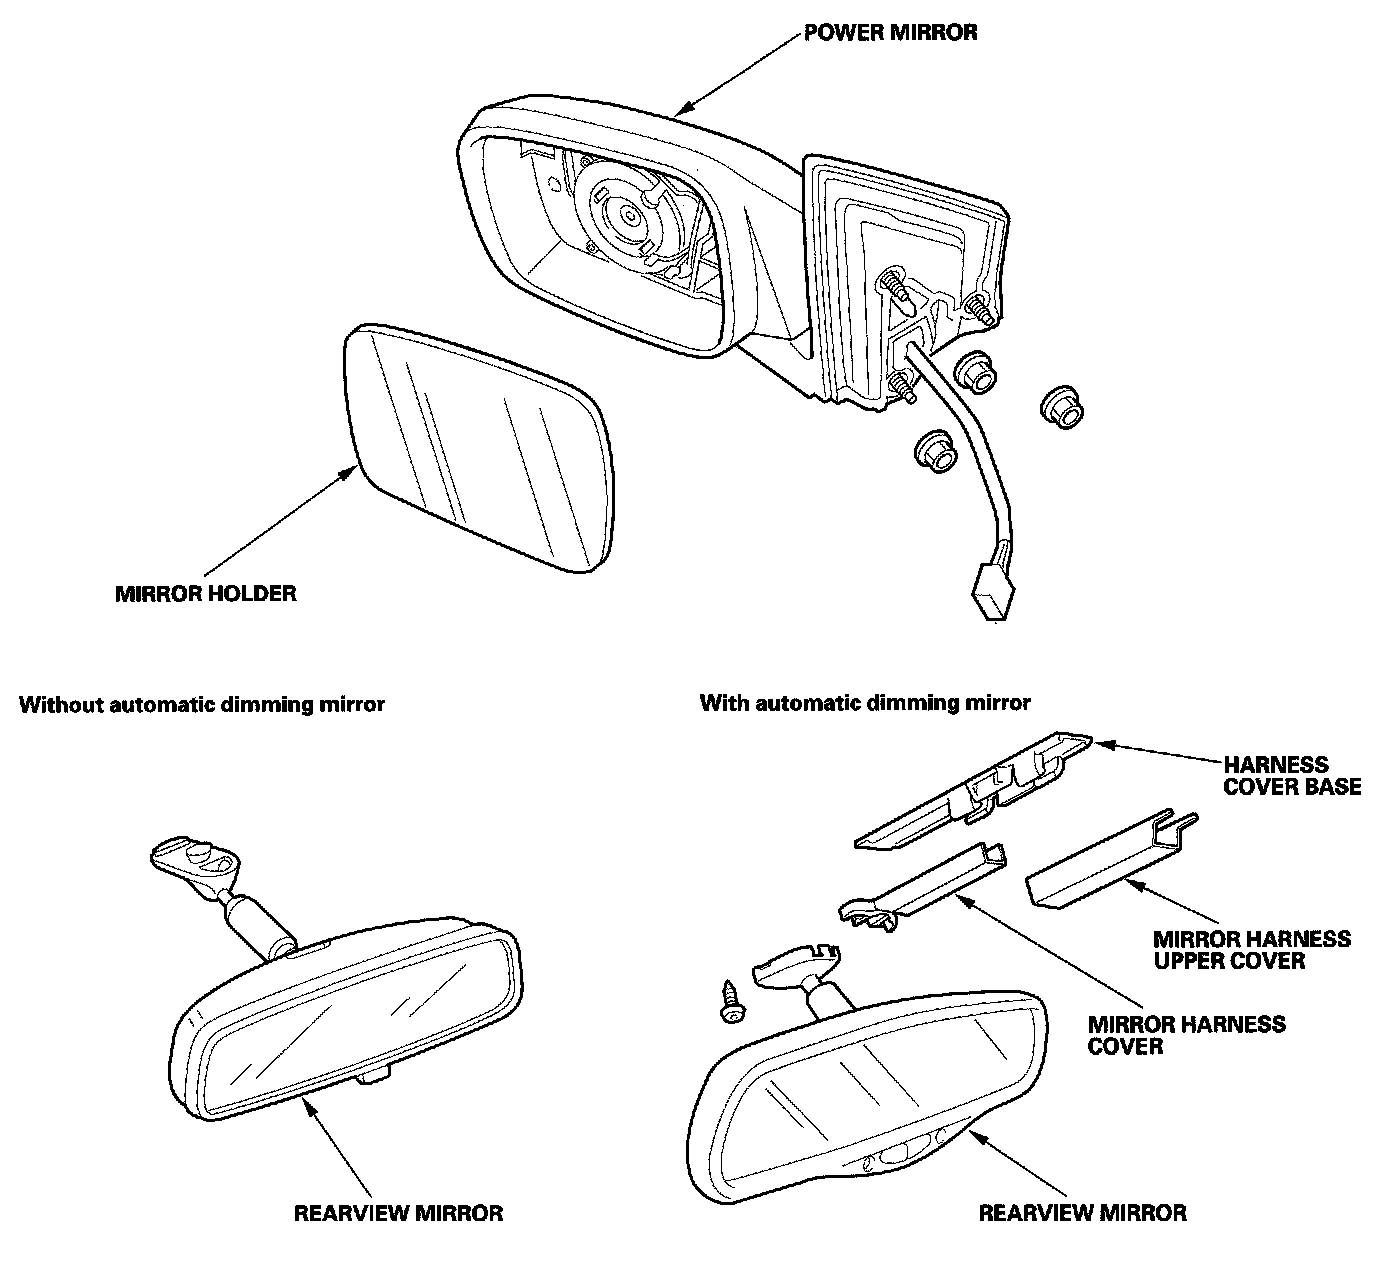 POWER MIRROR
MIRROR HOLDER
Without automatic dimming mirror
With automatic dimming mirror
HARNESS
COVER BASE
MIRROR HARNESS
UPPER COVER
MIRROR HARNESS
COVER
REARVIEW MIRROR
REARVIEW MIRROR